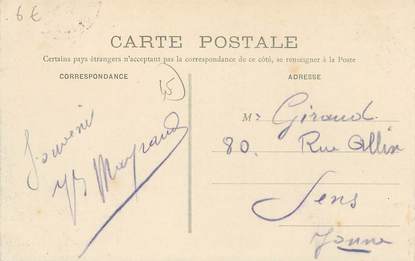 6€
CARTE POSTALE
Certains pays étrangers n'acceptant pas la correspondance de ce côté, se renseigner à la Poste
CORRESPONDANCE
ADRESSE
15
Souvenir
Mr Giraud
80. Rue Allix
Sens
Yonne